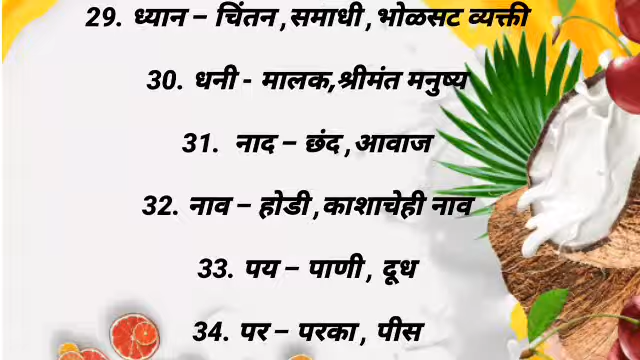 29. ध्यान – चिंतन ,समाधी ,भोळसट व्यक्ती
30. धनी - मालक,श्रीमंत मनुष्य
31. नाद – छंद ,आवाज
32. नाव – होडी ,काशाचेही नाव
33. पय – पाणी , दूध
34. पर – परका , पीस